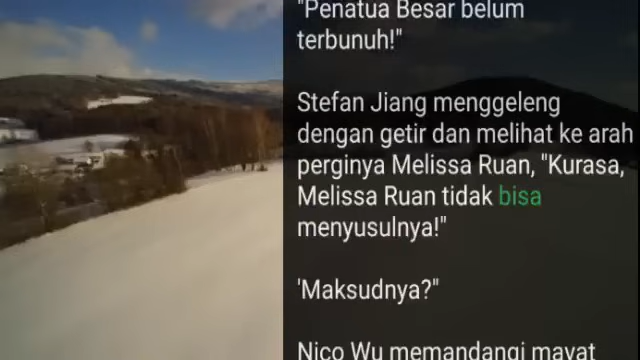 "Penatua Besar belum
terbunuh!"
Stefan Jiang menggeleng
dengan getir dan melihat ke arah
perginya Melissa Ruan, "Kurasa,
Melissa Ruan tidak bisa
menyusulnya!"
'Maksudnya?"
Nico Wu memandangi mayat